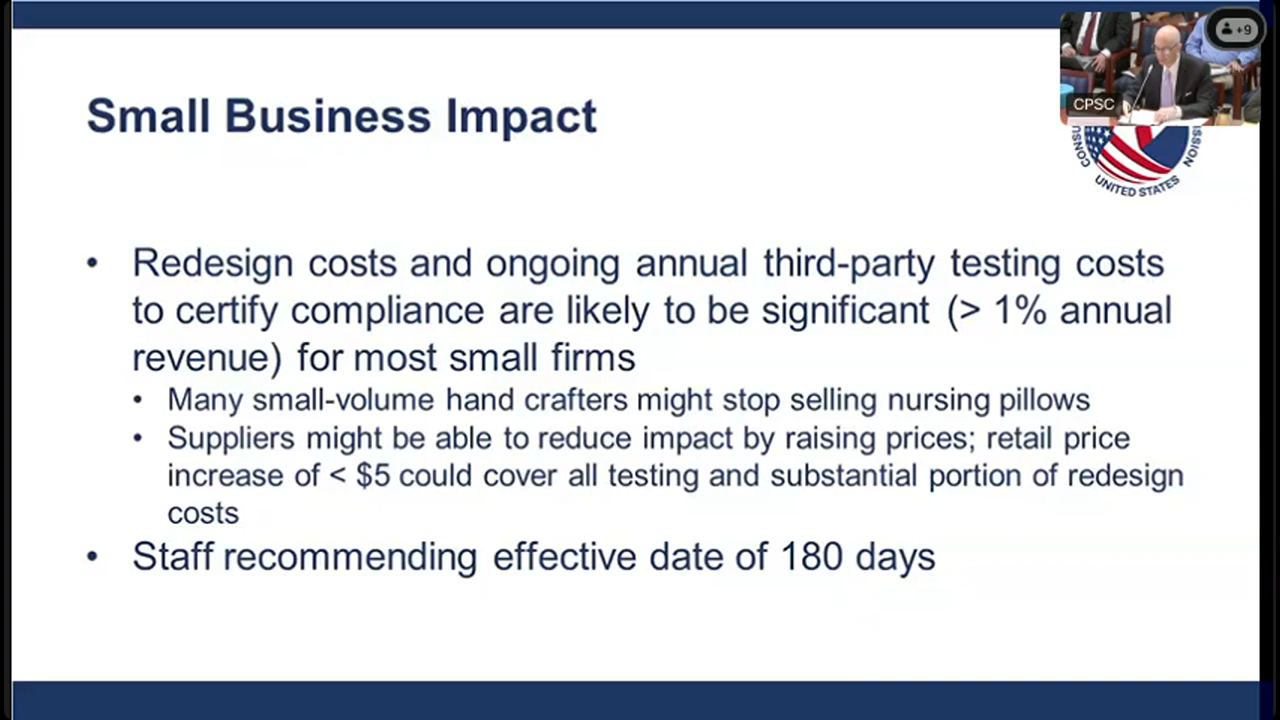 +9
CPSC
Small Business Impact
CONSU
UNITED STATES
SSION
• Redesign costs and ongoing annual third-party testing costs
to certify compliance are likely to be significant (> 1% annual
revenue) for most small firms
• Many small-volume hand crafters might stop selling nursing pillows
• Suppliers might be able to reduce impact by raising prices; retail price
increase of < $5 could cover all testing and substantial portion of redesign
costs
• Staff recommending effective date of 180 days